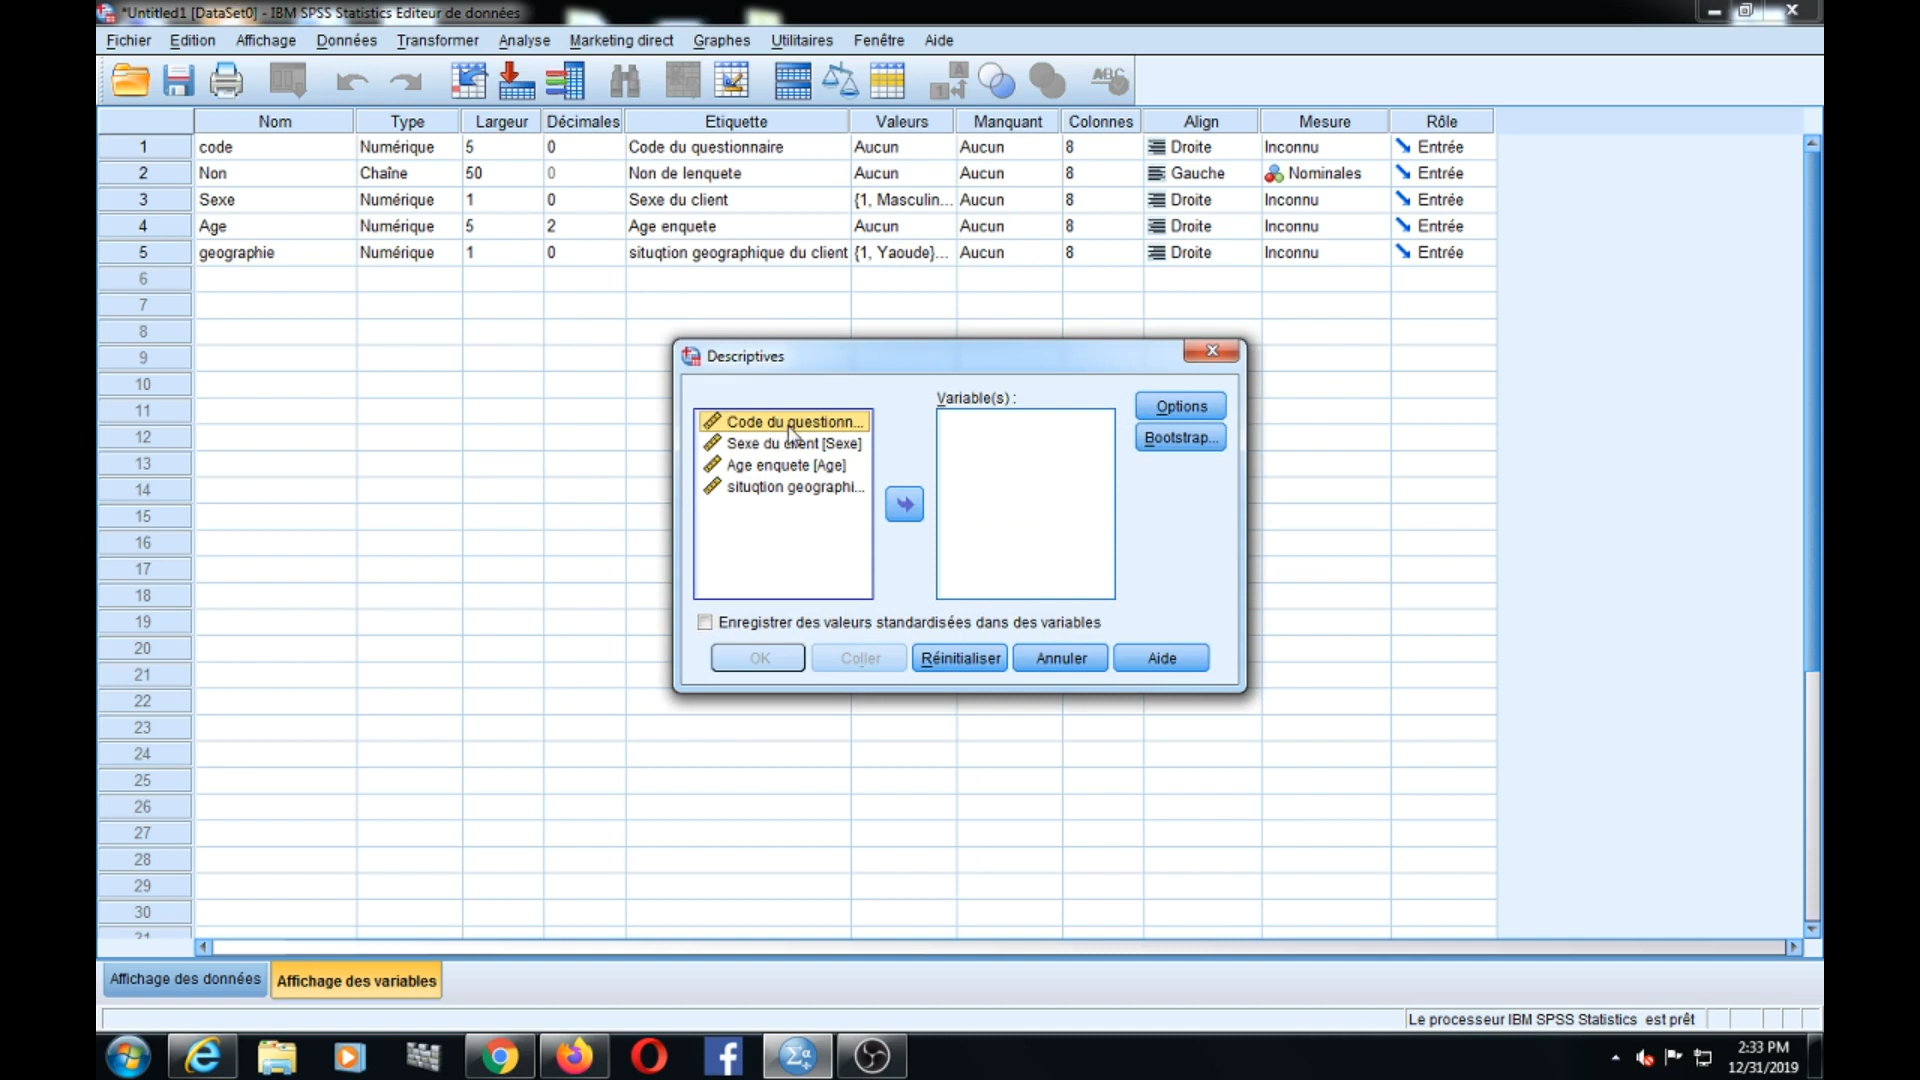 *Untitled1 [DataSet0] - IBM SPSS Statistics Editeur de données
Fichier Edition Affichage Données Transformer Analyse Marketing direct Graphes Utilitaires Fenêtre Aide
Nom Type Largeur Décimales Etiquette Valeurs Manquant Colonnes Align Mesure Rôle
1 code Numérique 5 0 Code du questionnaire Aucun Aucun 8 Droite Inconnu Entrée
2 Non Chaîne 50 0 Non de lenquete Aucun Aucun 8 Gauche Nominales Entrée
3 Sexe Numérique 1 0 Sexe du client {1, Masculin... Aucun 8 Droite Inconnu Entrée
4 Age Numérique 5 2 Age enquete Aucun Aucun 8 Droite Inconnu Entrée
5 geographie Numérique 1 0 situqtion geographique du client {1, Yaoude}... Aucun 8 Droite Inconnu Entrée
6
7
8
9
10
11
12
13
14
15
16
17
18
19
20
21
22
23
24
25
26
27
28
29
30
31
Descriptives
Variable(s) :
Code du questionn...
Sexe du client [Sexe]
Age enquete [Age]
situqtion geographi...
Options
Bootstrap...
Enregistrer des valeurs standardisées dans des variables
OK Coller Réinitialiser Annuler Aide
Affichage des données Affichage des variables
Le processeur IBM SPSS Statistics est prêt
2:33 PM
12/31/2019